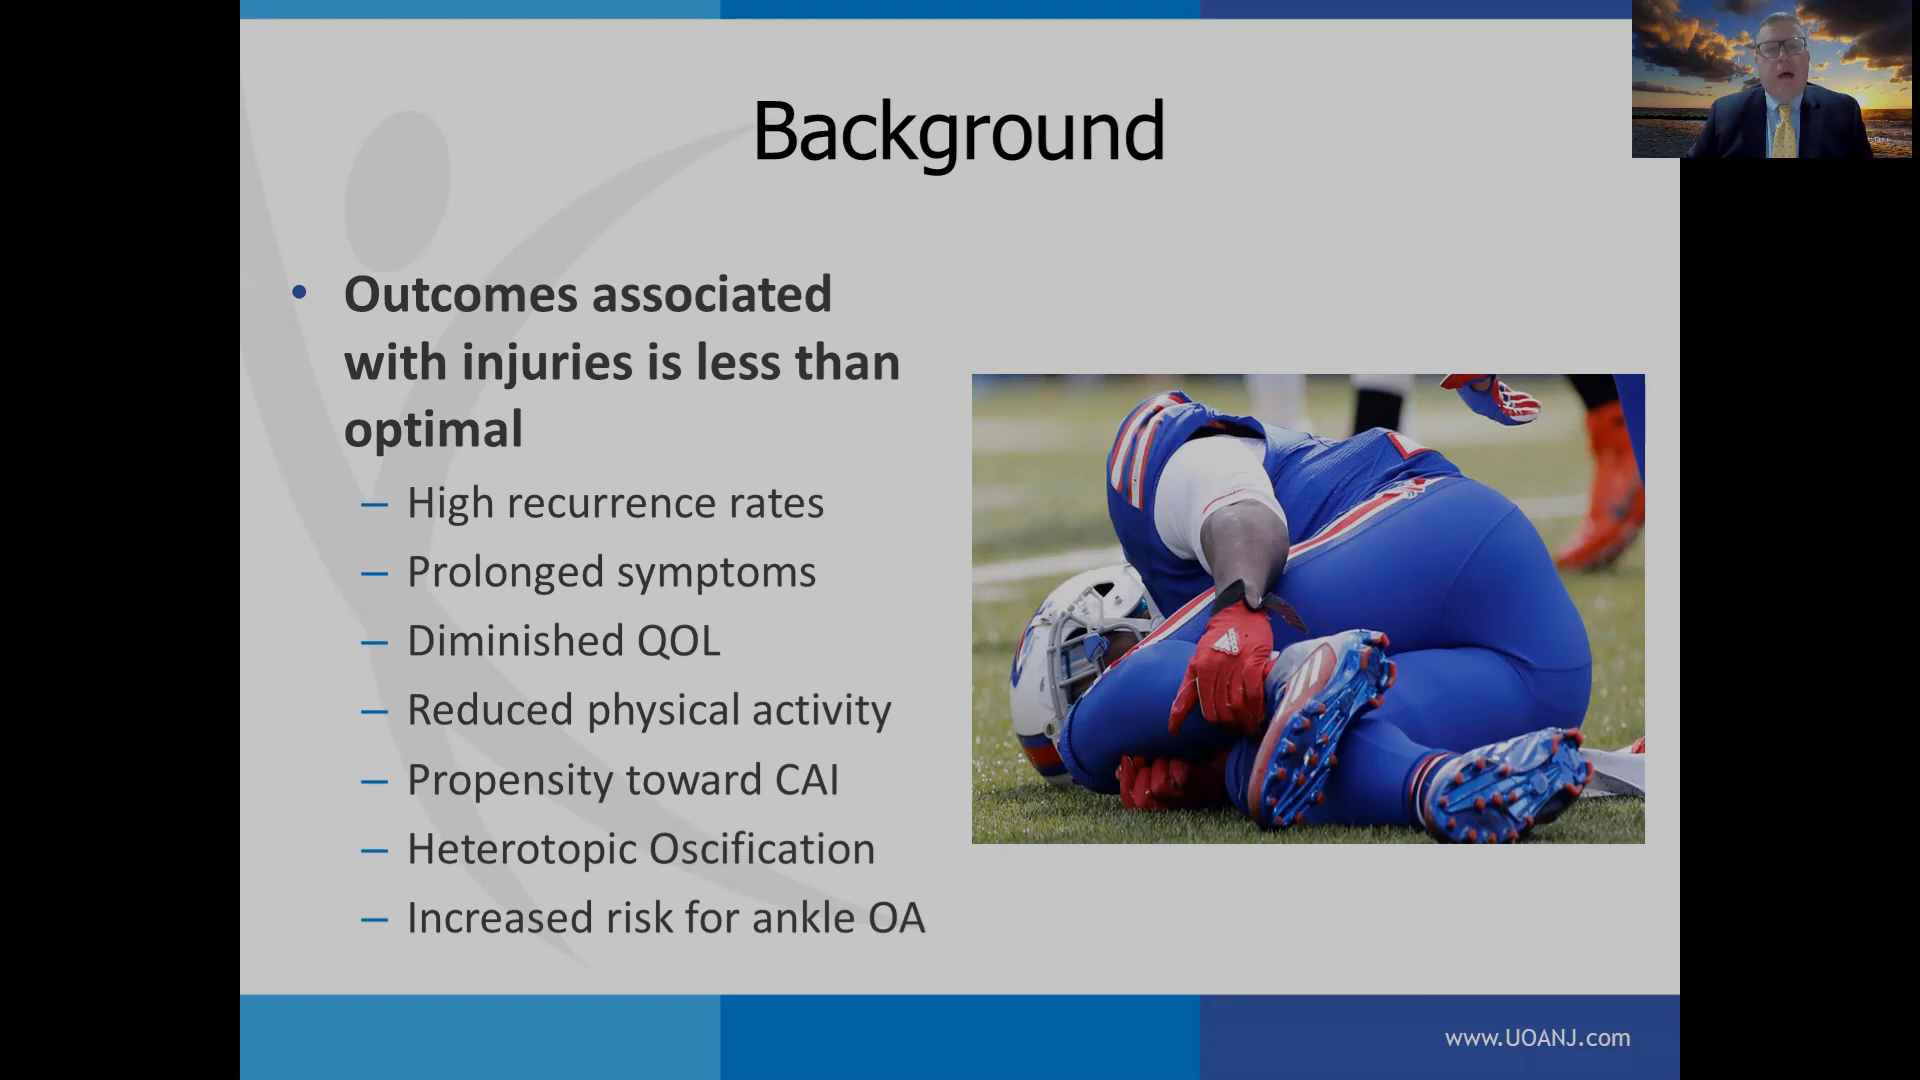 Background
• Outcomes associated
with injuries is less than
optimal
– High recurrence rates
– Prolonged symptoms
– Diminished QOL
– Reduced physical activity
– Propensity toward CAI
– Heterotopic Oscification
– Increased risk for ankle OA
www.UOANJ.com